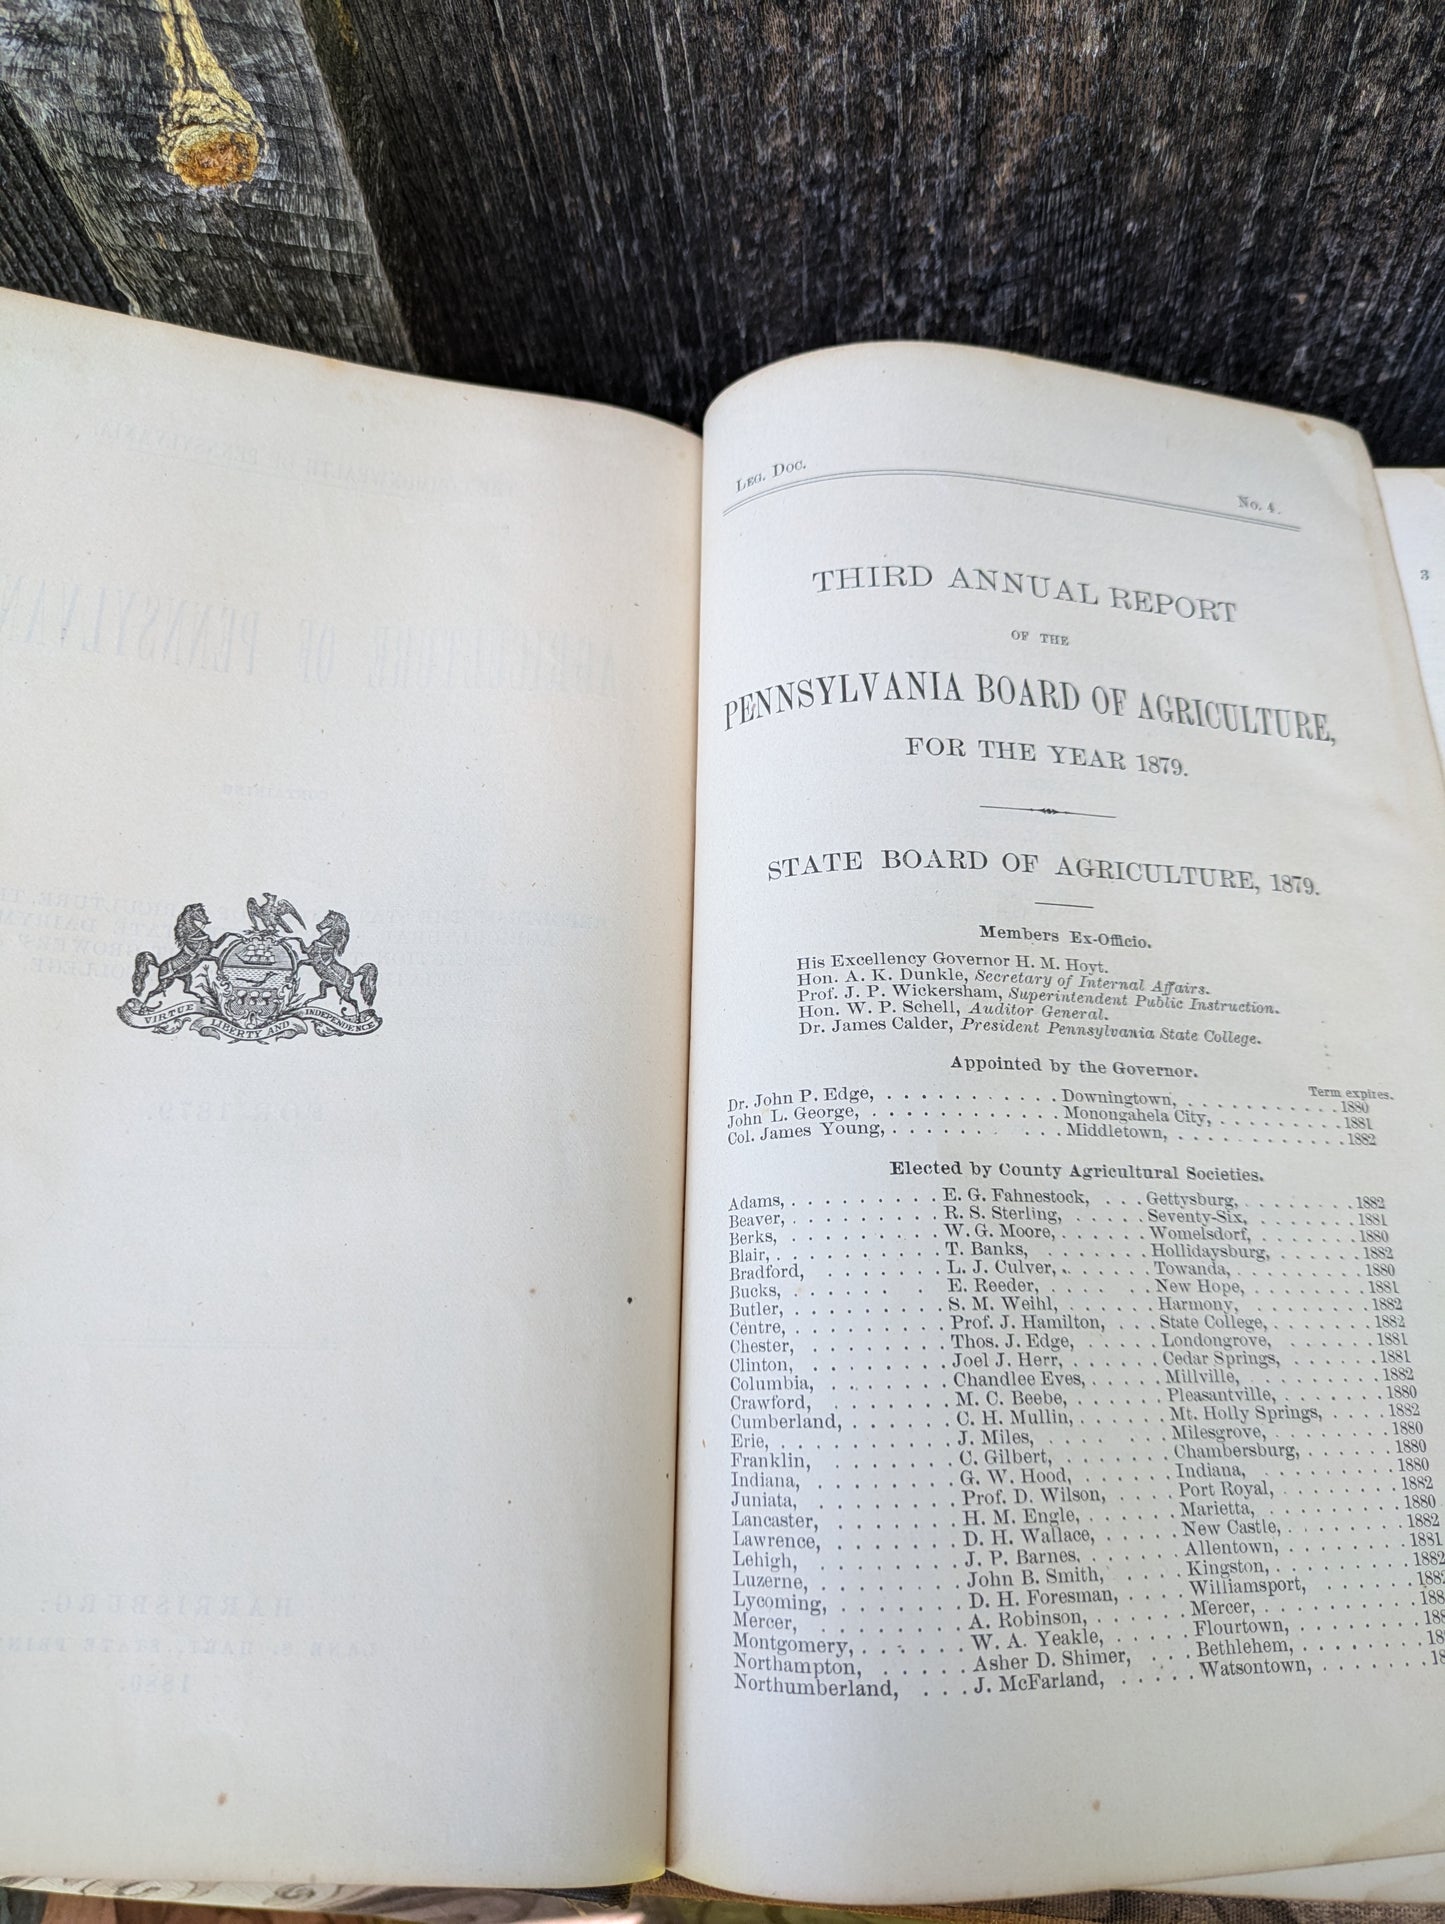 VIRTUE LIBERTY AND INDEPENDENCE
LEG. DOC. No. 4.
THIRD ANNUAL REPORT
OF THE
PENNSYLVANIA BOARD OF AGRICULTURE,
FOR THE YEAR 1879.
STATE BOARD OF AGRICULTURE, 1879.
Members Ex-Officio.
His Excellency Governor H. M. Hoyt.
Hon. A. K. Dunkle, Secretary of Internal Affairs.
Prof. J. P. Wickersham, Superintendent Public Instruction.
Hon. W. P. Schell, Auditor General.
Dr. James Calder, President Pennsylvania State College.
Appointed by the Governor.
Term expires.
Dr. John P. Edge, . . . . . . . . . . . Downingtown, . . . . . . . . . . . 1880
John L. George, . . . . . . . . . . . . Monongahela City, . . . . . . . . . 1881
Col. James Young, . . . . . . . . . . Middletown, . . . . . . . . . . . . 1882
Elected by County Agricultural Societies.
Adams, . . . . . . . . . E. G. Fahnestock, . . . Gettysburg, . . . . . . . . 1882
Beaver, . . . . . . . . . R. S. Sterling, . . . . . Seventy-Six, . . . . . . . . 1881
Berks, . . . . . . . . . W. G. Moore, . . . . . . Womelsdorf, . . . . . . . . 1880
Blair, . . . . . . . . . . T. Banks, . . . . . . . Hollidaysburg, . . . . . . 1882
Bradford, . . . . . . . L. J. Culver, . . . . . . Towanda, . . . . . . . . . 1880
Bucks, . . . . . . . . E. Reeder, . . . . . . New Hope, . . . . . . . . 1881
Butler, . . . . . . . . . S. M. Weihl, . . . . . . Harmony, . . . . . . . . . 1882
Centre, . . . . . . . . . Prof. J. Hamilton, . . . State College, . . . . . . . 1882
Chester, . . . . . . . . Thos. J. Edge, . . . . . Londongrove, . . . . . . . 1881
Clinton, . . . . . . . . Joel J. Herr, . . . . . . Cedar Springs, . . . . . . 1881
Columbia, . . . . . . . Chandlee Eves, . . . . . Millville, . . . . . . . . . 1882
Crawford, . . . . . . . M. C. Beebe, . . . . . . Pleasantville, . . . . . . . 1880
Cumberland, . . . . . . C. H. Mullin, . . . . . . Mt. Holly Springs, . . . . 1882
Erie, . . . . . . . . . . J. Miles, . . . . . . . Milesgrove, . . . . . . . . 1880
Franklin, . . . . . . . C. Gilbert, . . . . . . . Chambersburg, . . . . . . 1880
Indiana, . . . . . . . . G. W. Hood, . . . . . . Indiana, . . . . . . . . . 1880
Juniata, . . . . . . . . Prof. D. Wilson, . . . . Port Royal, . . . . . . . . 1882
Lancaster, . . . . . . . H. M. Engle, . . . . . . Marietta, . . . . . . . . . 1880
Lawrence, . . . . . . . D. H. Wallace, . . . . . New Castle, . . . . . . . . 1882
Lehigh, . . . . . . . . J. P. Barnes, . . . . . . Allentown, . . . . . . . . 1881
Luzerne, . . . . . . . . John B. Smith, . . . . . Kingston, . . . . . . . . . 1882
Lycoming, . . . . . . . D. H. Foresman, . . . . Williamsport, . . . . . . 188
Mercer, . . . . . . . . A. Robinson, . . . . . . Mercer, . . . . . . . . . . 188
Montgomery, . . . . . . W. A. Yeakle, . . . . . Flourtown, . . . . . . . . 18
Northampton, . . . . . Asher D. Shimer, . . . Bethlehem, . . . . . . . . 18
Northumberland, . . . J. McFarland, . . . . . Watsontown, . . . . . . . 18
3